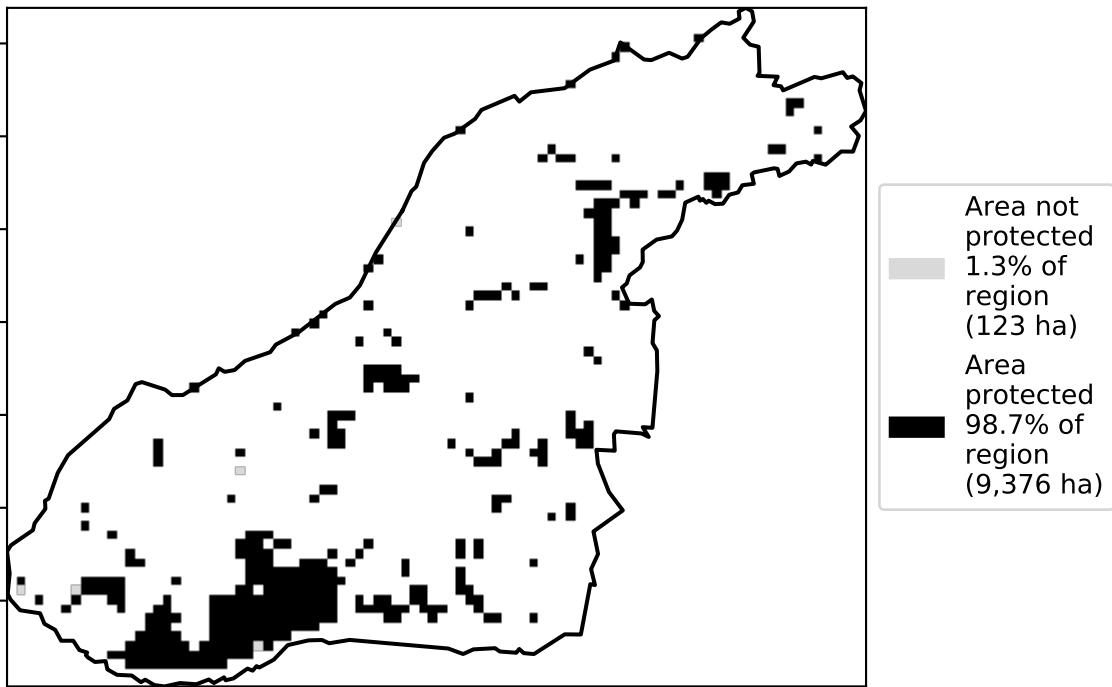 Area not
protected
1.3% of
region
(123 ha)
Area
protected
98.7% of
region
(9,376 ha)